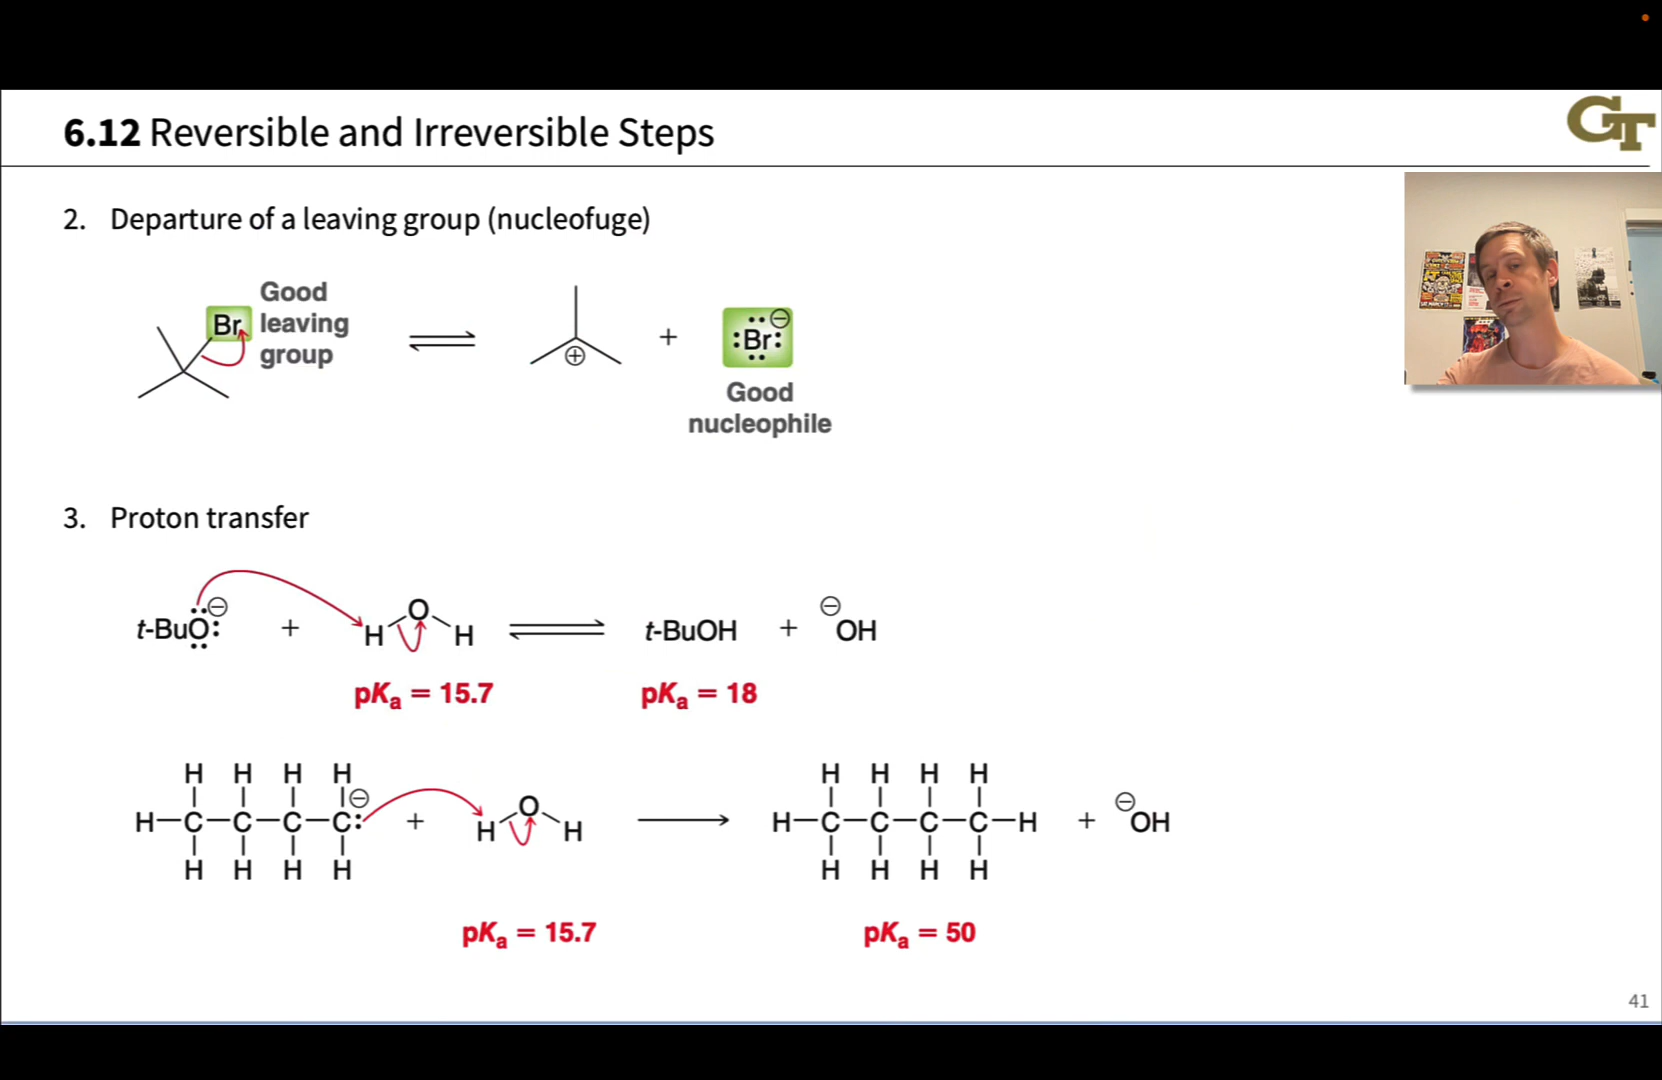 6.12 Reversible and Irreversible Steps
GT
2. Departure of a leaving group (nucleofuge)
Br
Good
leaving
group
⊕
+
:Br: ⊖
Good
nucleophile
3. Proton transfer
t-BuO: ⊖ + H O H ⇌ t-BuOH + ⊖OH
pKa = 15.7 pKa = 18
H H H H H H H H
H—C—C—C—C: ⊖ + H O H → H—C—C—C—C—H + ⊖OH
H H H H H H H H
pKa = 15.7 pKa = 50
41